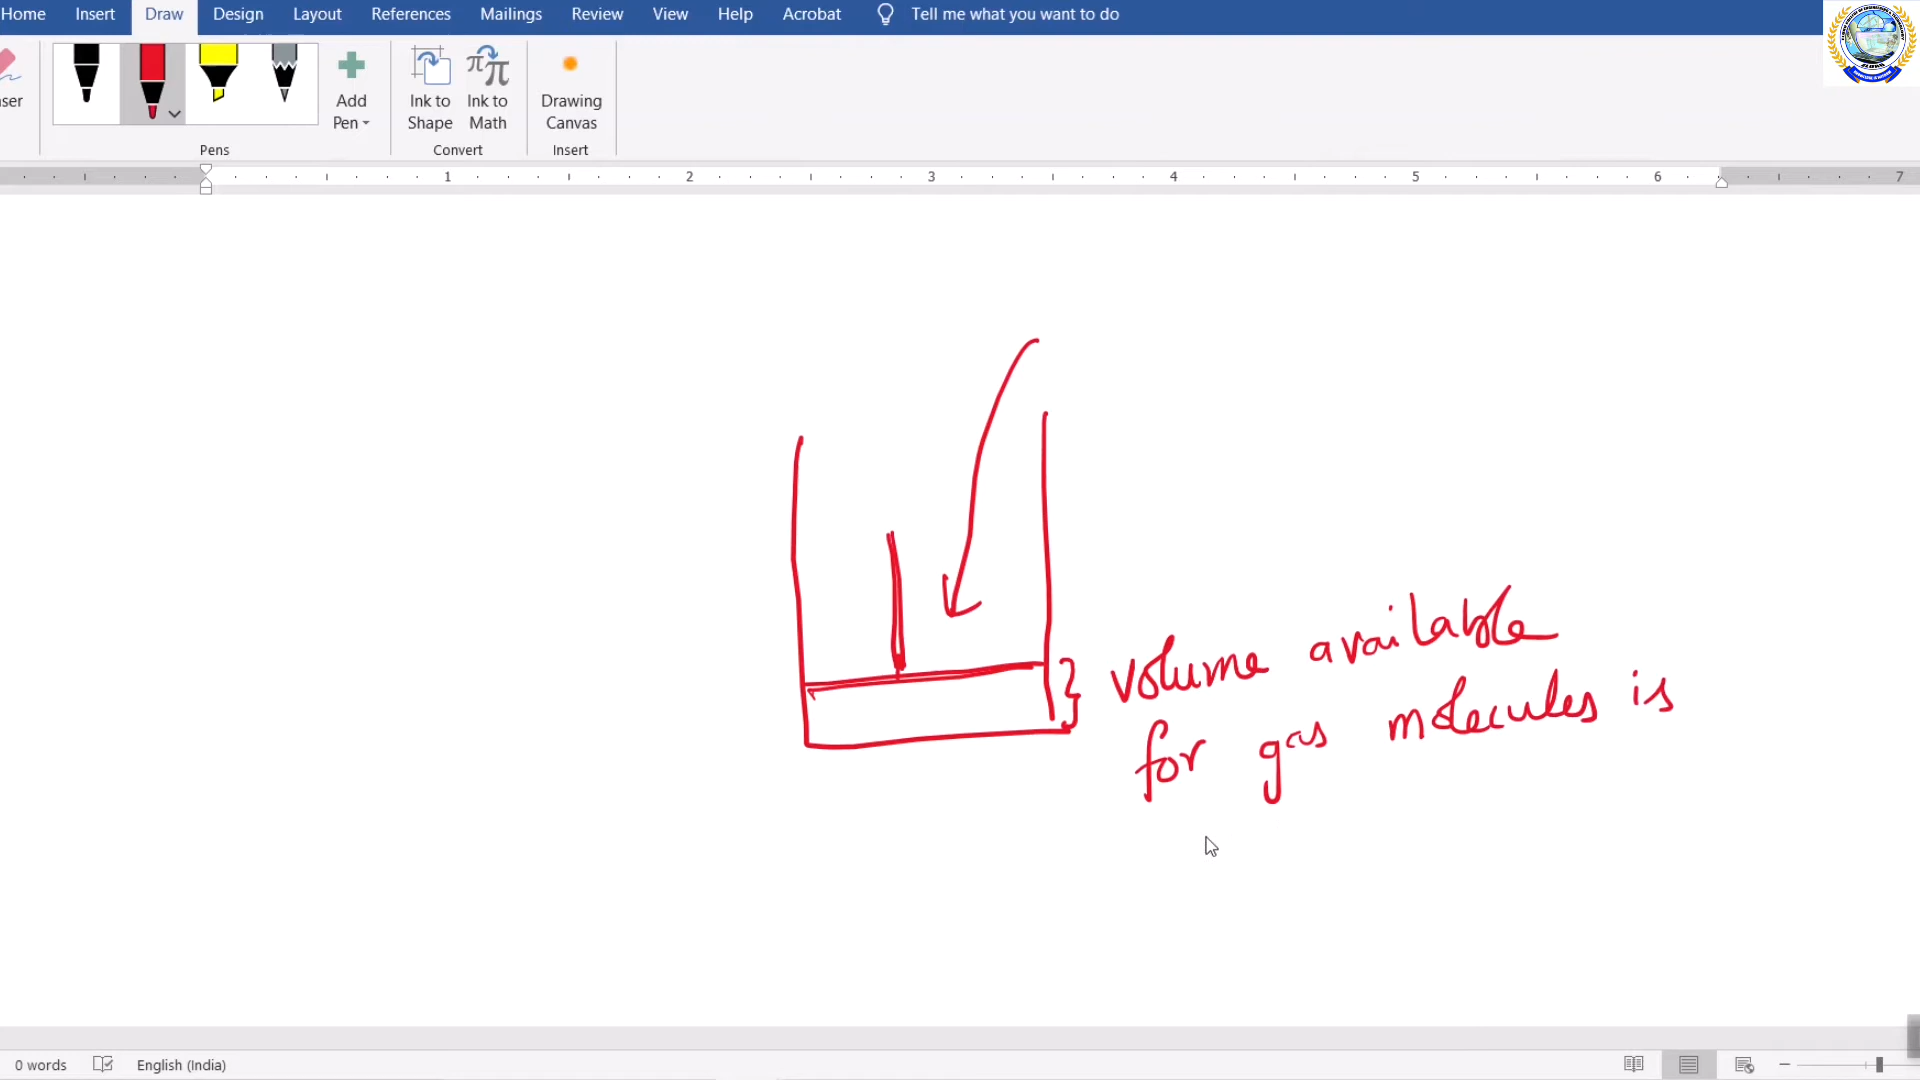 Home Insert Draw Design Layout References Mailings Review View Help Acrobat Tell me what you want to do
Add Pen
Ink to Shape
Ink to Math
Drawing Canvas
Pens Convert Insert
1 2 3 4 5 6 7
volume available
for gas molecules is
0 words English (India)